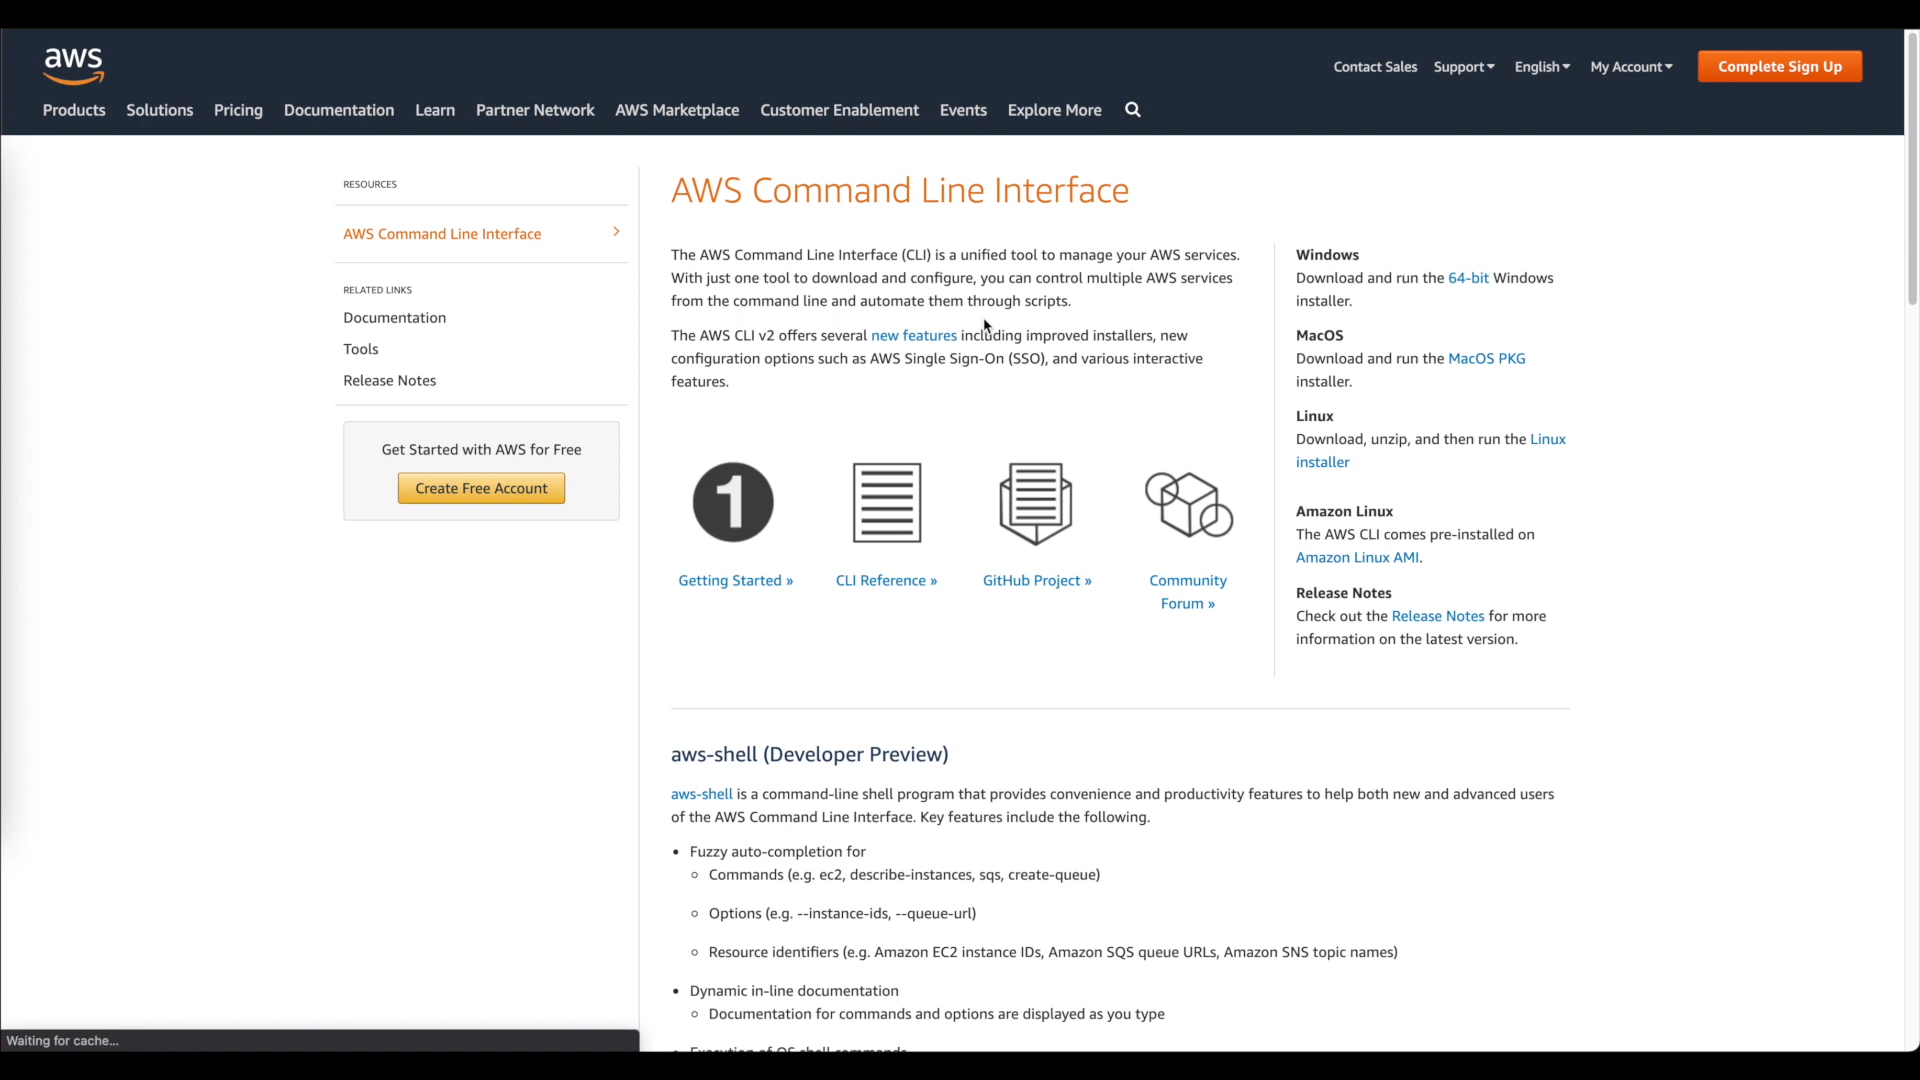 aws
Contact Sales Support English My Account Complete Sign Up
Products Solutions Pricing Documentation Learn Partner Network AWS Marketplace Customer Enablement Events Explore More
RESOURCES
AWS Command Line Interface
RELATED LINKS
Documentation
Tools
Release Notes
Get Started with AWS for Free
Create Free Account
AWS Command Line Interface
The AWS Command Line Interface (CLI) is a unified tool to manage your AWS services.
With just one tool to download and configure, you can control multiple AWS services
from the command line and automate them through scripts.
The AWS CLI v2 offers several new features including improved installers, new
configuration options such as AWS Single Sign-On (SSO), and various interactive
features.
1
Getting Started »
CLI Reference »
GitHub Project »
Community
Forum »
Windows
Download and run the 64-bit Windows
installer.
MacOS
Download and run the MacOS PKG
installer.
Linux
Download, unzip, and then run the Linux
installer
Amazon Linux
The AWS CLI comes pre-installed on
Amazon Linux AMI.
Release Notes
Check out the Release Notes for more
information on the latest version.
aws-shell (Developer Preview)
aws-shell is a command-line shell program that provides convenience and productivity features to help both new and advanced users
of the AWS Command Line Interface. Key features include the following.
• Fuzzy auto-completion for
○ Commands (e.g. ec2, describe-instances, sqs, create-queue)
○ Options (e.g. --instance-ids, --queue-url)
○ Resource identifiers (e.g. Amazon EC2 instance IDs, Amazon SQS queue URLs, Amazon SNS topic names)
• Dynamic in-line documentation
○ Documentation for commands and options are displayed as you type
• Execution of OS shell commands
Waiting for cache...